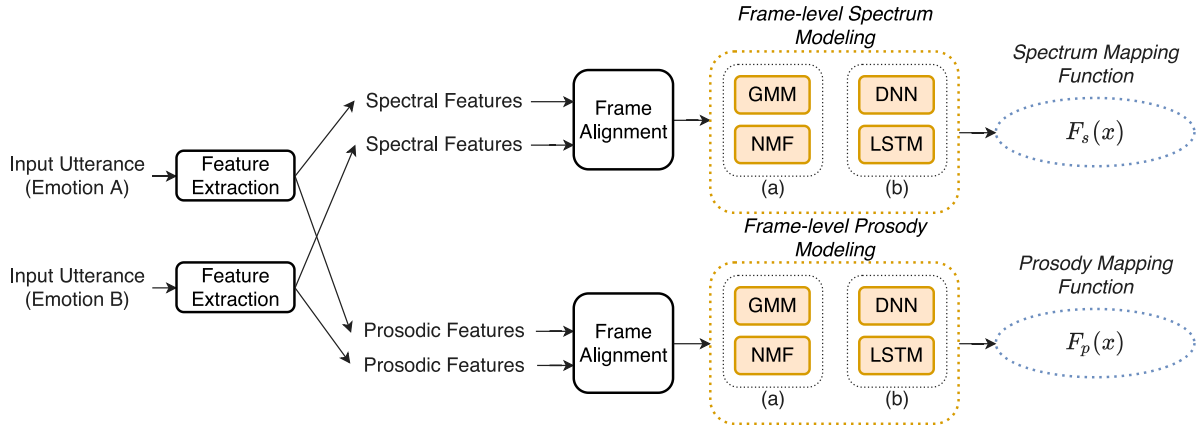 Frame-level Spectrum
Modeling
Spectrum Mapping
Function
Spectral Features
Spectral Features
Frame
Alignment
GMM
NMF
(a)
DNN
LSTM
(b)
F_s(x)
Input Utterance
(Emotion A)
Feature
Extraction
Input Utterance
(Emotion B)
Feature
Extraction
Frame-level Prosody
Modeling
Prosody Mapping
Function
Prosodic Features
Prosodic Features
Frame
Alignment
GMM
NMF
(a)
DNN
LSTM
(b)
F_p(x)